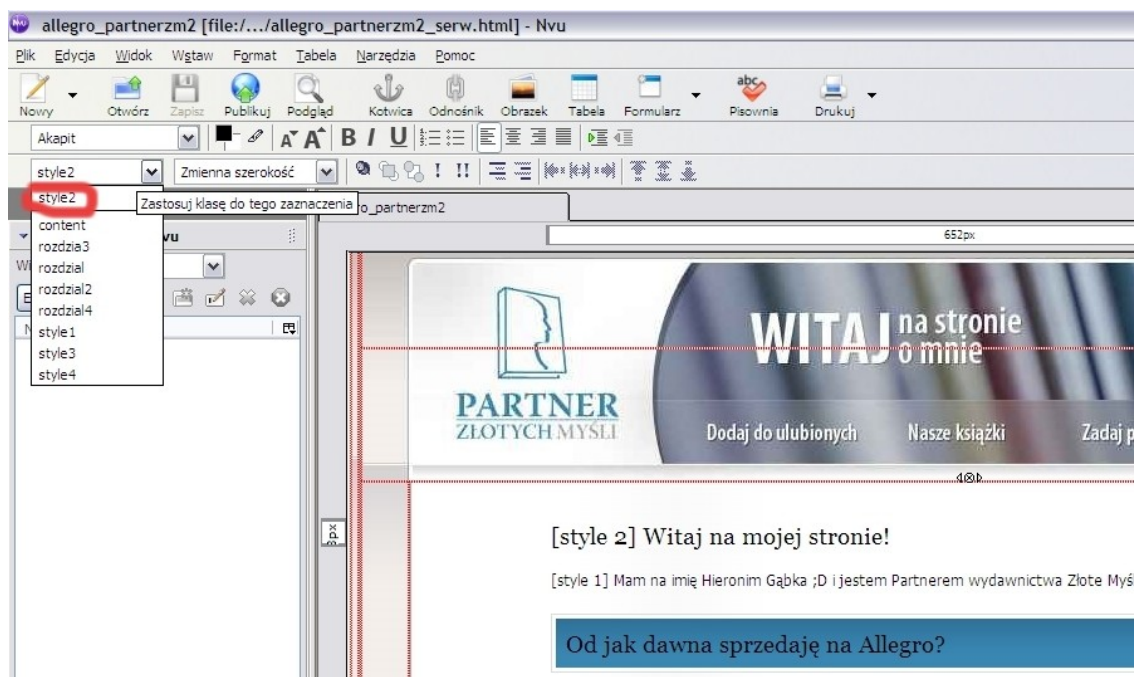 allegro_partnerzm2 [file:/.../allegro_partnerzm2_serw.html] - Nvu
Plik Edycja Widok Wstaw Format Tabela Narzędzia Pomoc
Nowy Otwórz Zapisz Publikuj Podgląd Kotwica Odnośnik Obrazek Tabela Formularz Pisownia Drukuj
Akapit
style2 Zmienna szerokość
style2
Zastosuj klasę do tego zaznaczenia
content
rozdzia3
rozdzial
rozdzial2
rozdzial4
style1
style3
style4
o_partnerzm2
vu
652px
WITAJ na stronie
o mnie
PARTNER
ZŁOTYCH MYŚLI
Dodaj do ulubionych Nasze książki Zadaj p
[style 2] Witaj na mojej stronie!
[style 1] Mam na imię Hieronim Gąbka ;D i jestem Partnerem wydawnictwa Złote Myś
Od jak dawna sprzedaję na Allegro?